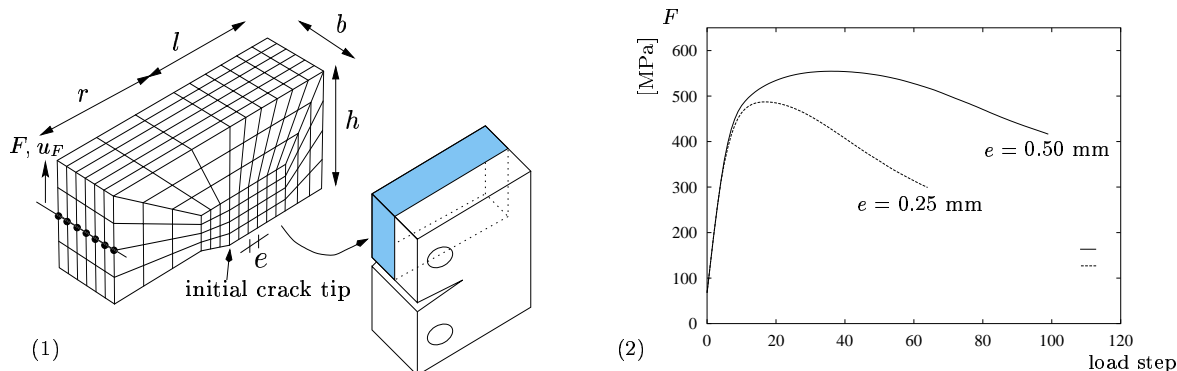 b
l
r
h
F, u_F
e
initial crack tip
(1)
F
[MPa]
600
500
400
300
200
100
0
0
20
40
60
80
100
120
e = 0.50 mm
e = 0.25 mm
load step
(2)